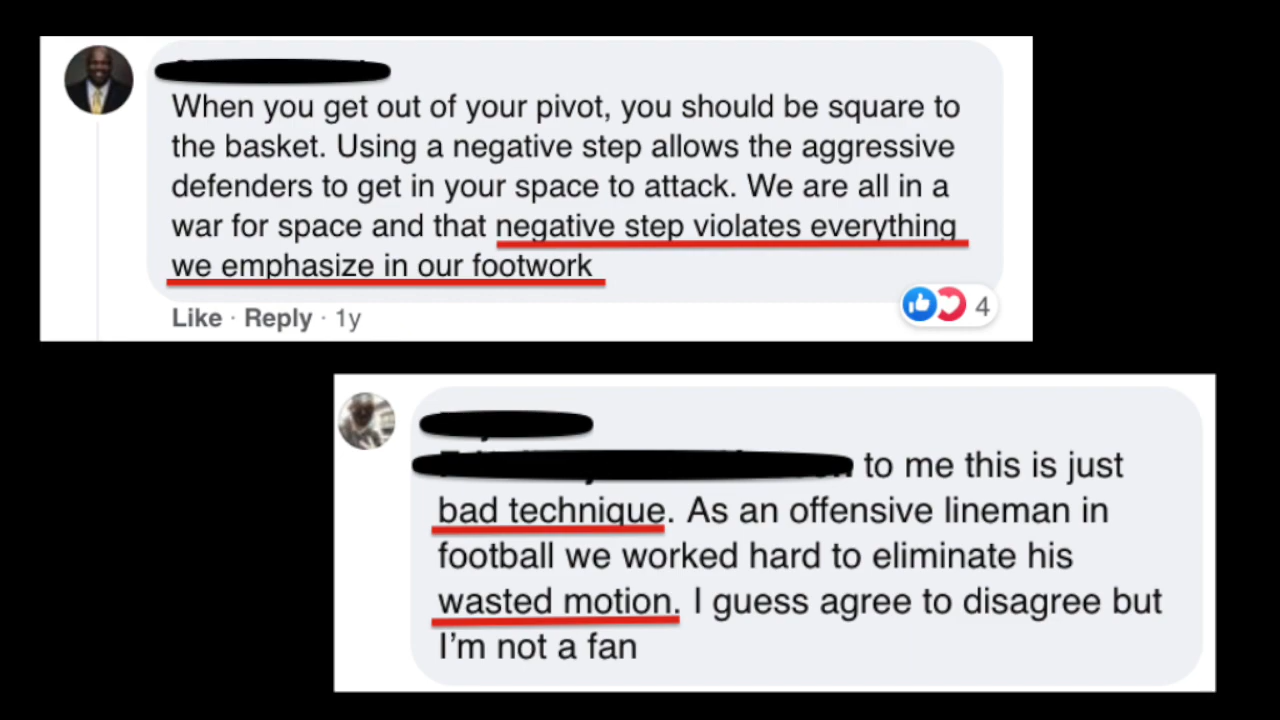 When you get out of your pivot, you should be square to
the basket. Using a negative step allows the aggressive
defenders to get in your space to attack. We are all in a
war for space and that negative step violates everything
we emphasize in our footwork
Like · Reply · 1y
4
to me this is just
bad technique. As an offensive lineman in
football we worked hard to eliminate his
wasted motion. I guess agree to disagree but
I'm not a fan